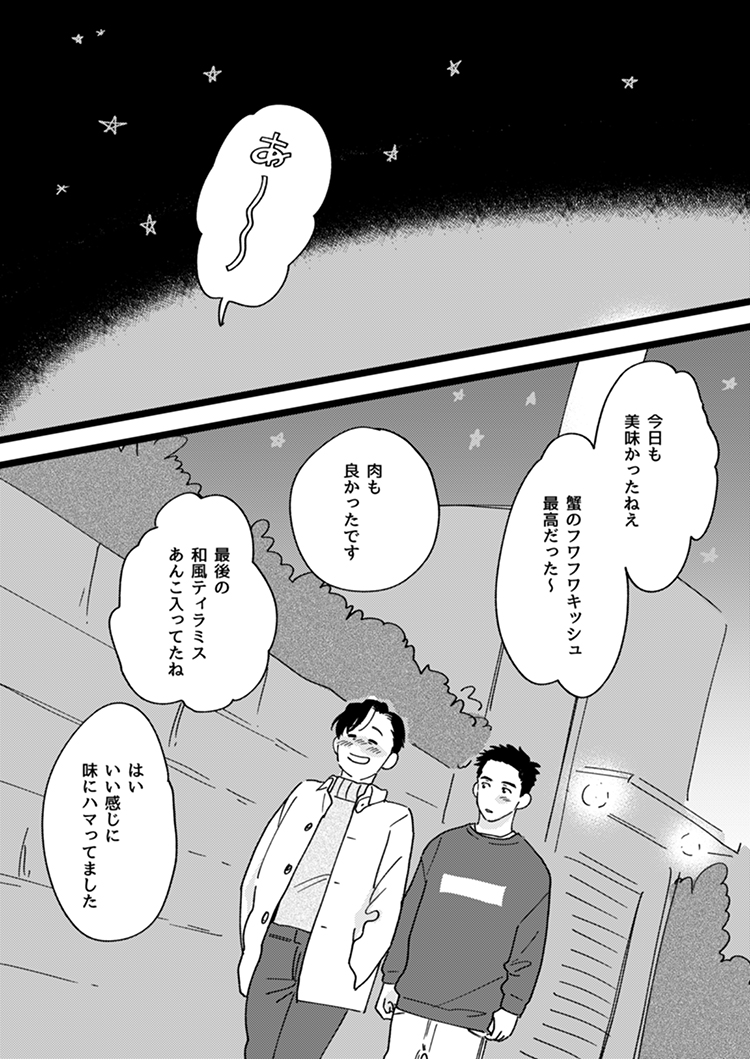 あ〜
今日も
美味かったねえ
蟹のフワフワキッシュ
最高だった〜
肉も
良かったです
最後の
和風ティラミス
あんこ入ってたね
はい
いい感じに
味にハマってました